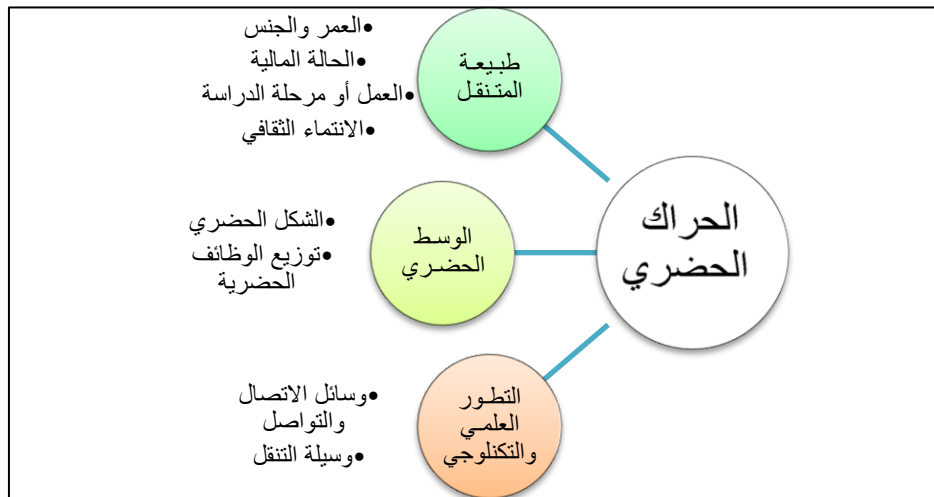 الحراك
الحضري
طبيعة
المتنقل
•العمر والجنس
•الحالة المالية
•العمل أو مرحلة الدراسة
•الانتماء الثقافي
الوسط
الحضري
•الشكل الحضري
•توزيع الوظائف
الحضرية
التطور
العلمي
والتكنلوجي
•وسائل الاتصال
والتواصل
•وسيلة التنقل